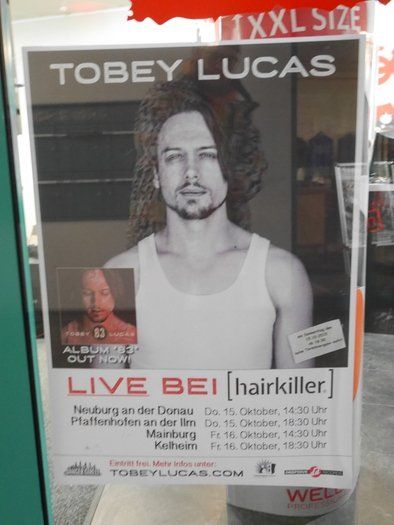 XXL SIZE
TOBEY LUCAS
TOBEY 83 LUCAS
ALBUM "83"
OUT NOW!
LIVE BEI [hairkiller.]
Neuburg an der Donau Do. 15. Oktober, 14:30 Uhr
Pfaffenhofen an der Ilm Do. 15. Oktober, 18:30 Uhr
Mainburg Fr. 16. Oktober, 14:30 Uhr
Kelheim Fr. 16. Oktober, 18:30 Uhr
Eintritt frei. Mehr Infos unter:
TOBEYLUCAS.COM
WELL
PROFESS